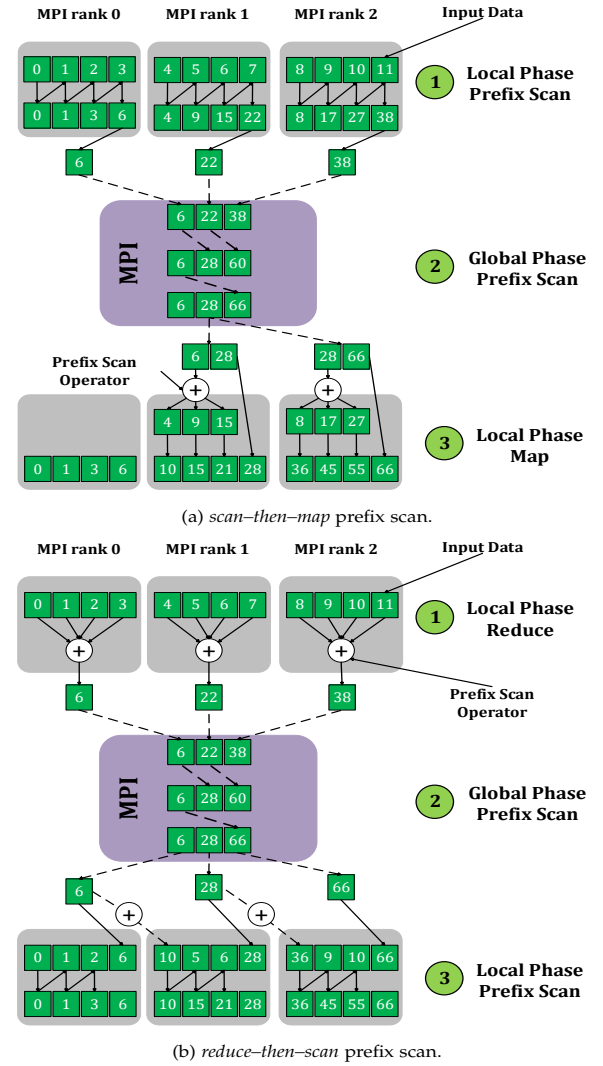 MPI rank 0 MPI rank 1 MPI rank 2 Input Data
0 1 2 3 4 5 6 7 8 9 10 11
1 Local Phase
Prefix Scan
0 1 3 6 4 9 15 22 8 17 27 38
6 22 38
6 22 38
MPI
6 28 60
2 Global Phase
Prefix Scan
6 28 66
6 28 28 66
Prefix Scan
Operator
+ +
4 9 15 8 17 27
3 Local Phase
Map
0 1 3 6 10 15 21 28 36 45 55 66
(a) scan–then–map prefix scan.
MPI rank 0 MPI rank 1 MPI rank 2 Input Data
0 1 2 3 4 5 6 7 8 9 10 11
1 Local Phase
Reduce
+ + +
6 22 38
Prefix Scan
Operator
6 22 38
MPI
6 28 60
2 Global Phase
Prefix Scan
6 28 66
6 28 66
+ +
0 1 2 6 10 5 6 28 36 9 10 66
3 Local Phase
Prefix Scan
0 1 3 6 10 15 21 28 36 45 55 66
(b) reduce–then–scan prefix scan.